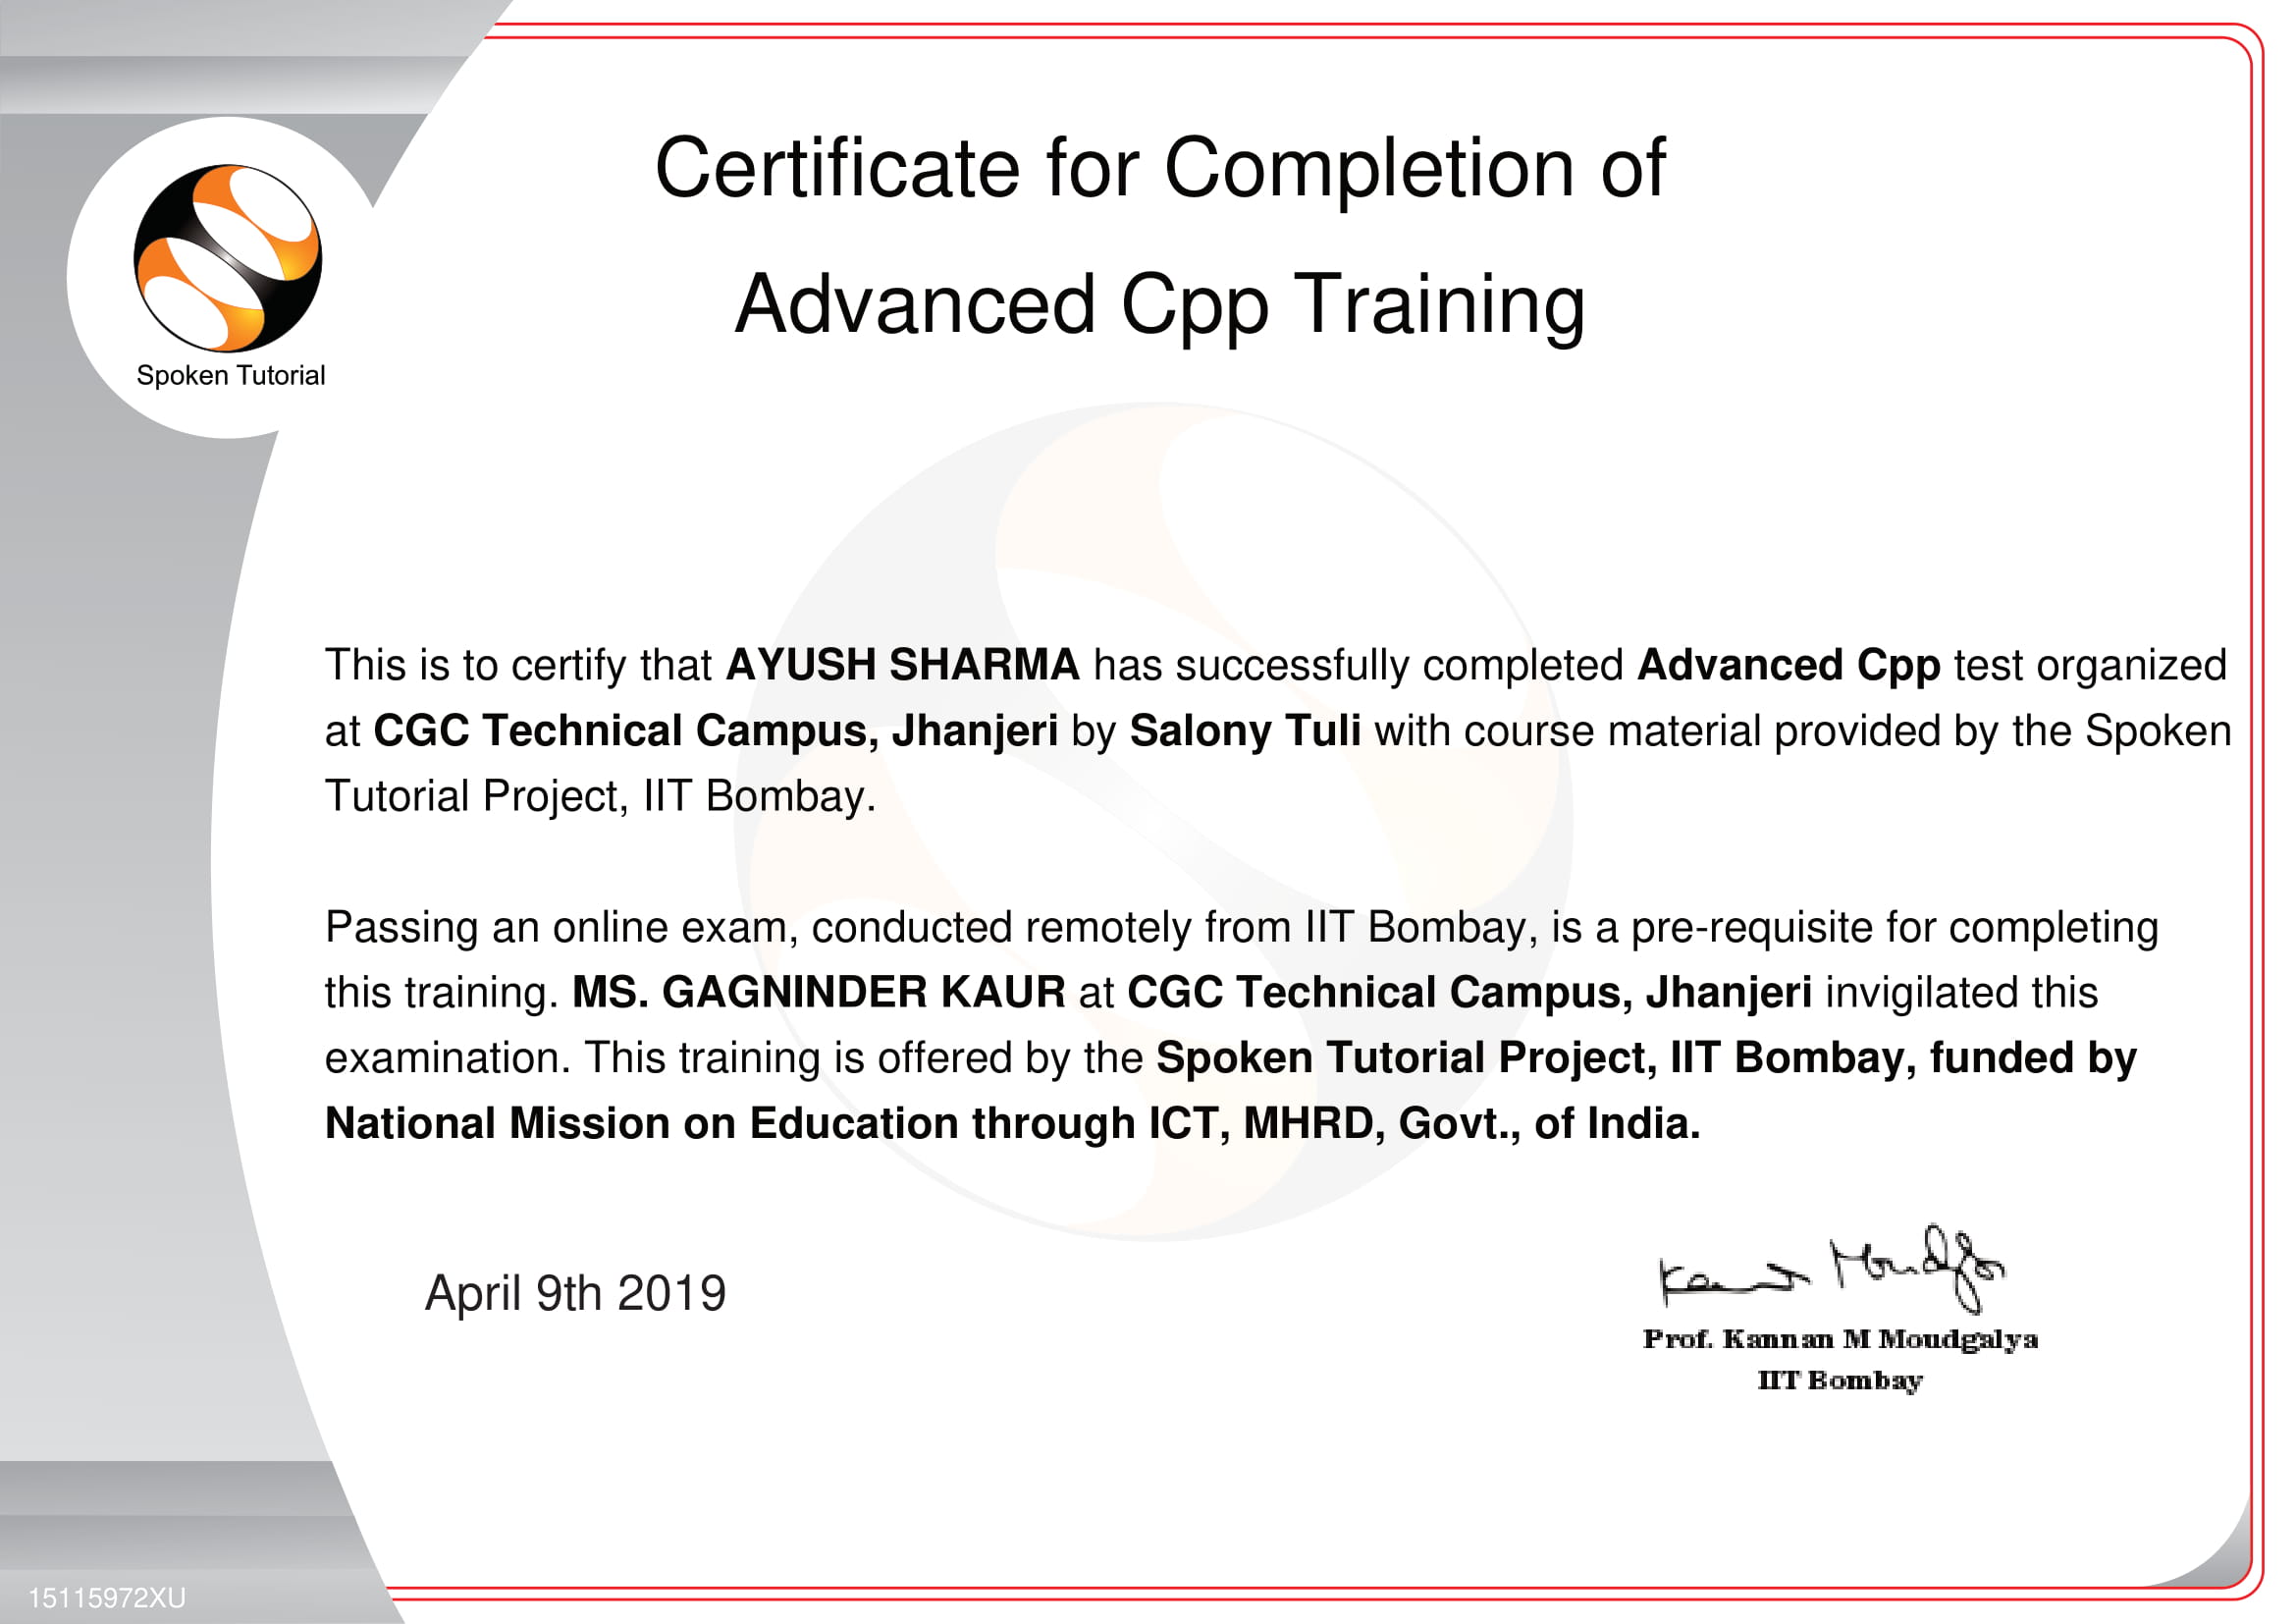 Certificate for Completion of
Advanced Cpp Training
Spoken Tutorial
This is to certify that AYUSH SHARMA has successfully completed Advanced Cpp test organized
at CGC Technical Campus, Jhanjeri by Salony Tuli with course material provided by the Spoken
Tutorial Project, IIT Bombay.
Passing an online exam, conducted remotely from IIT Bombay, is a pre-requisite for completing
this training. MS. GAGNINDER KAUR at CGC Technical Campus, Jhanjeri invigilated this
examination. This training is offered by the Spoken Tutorial Project, IIT Bombay, funded by
National Mission on Education through ICT, MHRD, Govt., of India.
April 9th 2019
Kannan Moudgalya
Prof. Kannan M Moudgalya
IIT Bombay
15115972XU